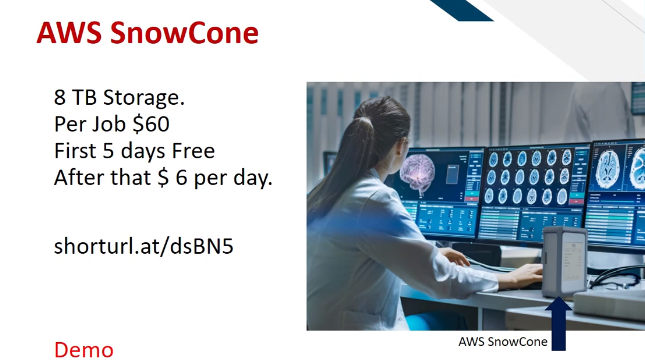 AWS SnowCone
8 TB Storage.
Per Job $60
First 5 days Free
After that $ 6 per day.
shorturl.at/dsBN5
AWS SnowCone
Demo